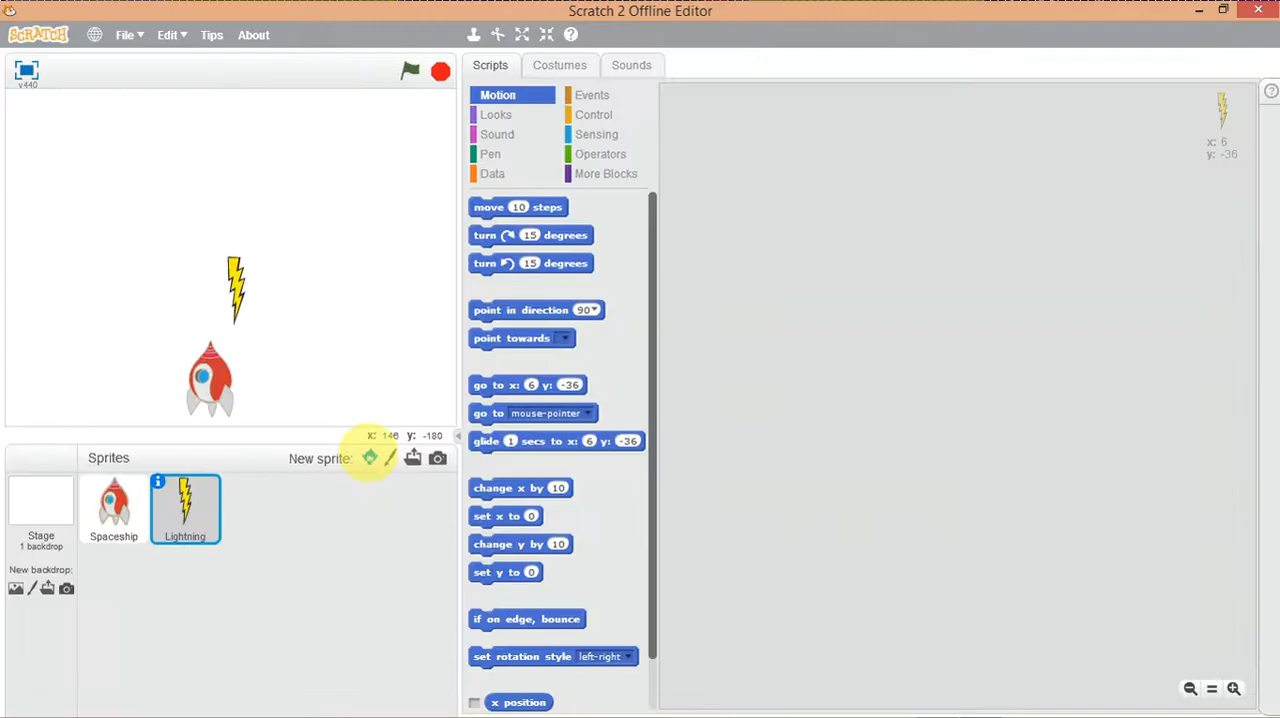 Scratch 2 Offline Editor
SCRATCH File Edit Tips About
v440
Scripts Costumes Sounds
Motion Events
Looks Control
Sound Sensing
Pen Operators
Data More Blocks
x: 6
y: -36
move 10 steps
turn 15 degrees
turn 15 degrees
point in direction 90
point towards
go to x: 6 y: -36
go to mouse-pointer
glide 1 secs to x: 6 y: -36
change x by 10
set x to 0
change y by 10
set y to 0
if on edge, bounce
set rotation style left-right
x position
x: 146 y: -180
Sprites New sprite:
Stage
1 backdrop
New backdrop:
Spaceship
Lightning